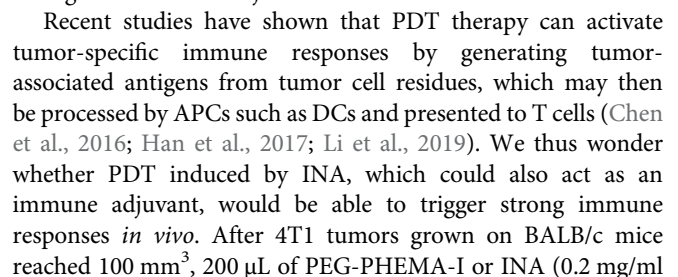 Recent studies have shown that PDT therapy can activate
tumor-specific immune responses by generating tumor-
associated antigens from tumor cell residues, which may then
be processed by APCs such as DCs and presented to T cells (Chen
et al., 2016; Han et al., 2017; Li et al., 2019). We thus wonder
whether PDT induced by INA, which could also act as an
immune adjuvant, would be able to trigger strong immune
responses in vivo. After 4T1 tumors grown on BALB/c mice
reached 100 mm³, 200 μL of PEG-PHEMA-I or INA (0.2 mg/ml